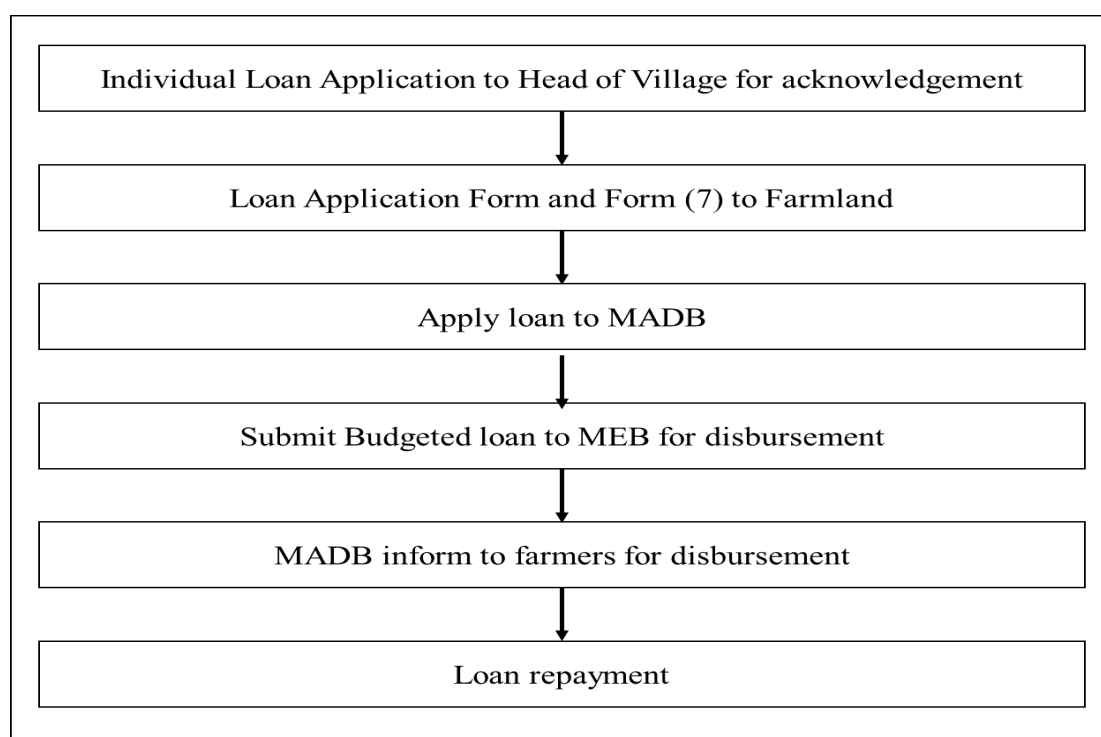 Individual Loan Application to Head of Village for acknowledgement
Loan Application Form and Form (7) to Farmland
Apply loan to MADB
Submit Budgeted loan to MEB for disbursement
MADB inform to farmers for disbursement
Loan repayment